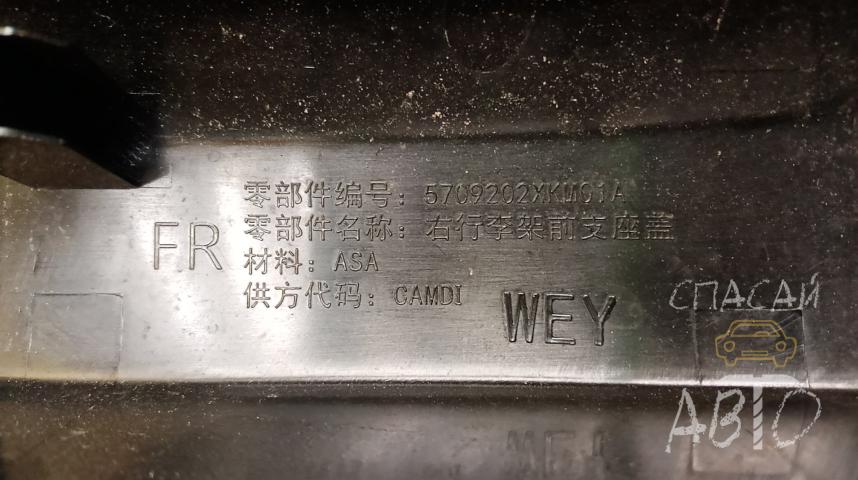 零部件编号: 5709202XKM01A
零部件名称: 右行李架前支座盖
FR
材料: ASA
供方代码: CAMDI
WEY
СПАСАЙ
АВТО